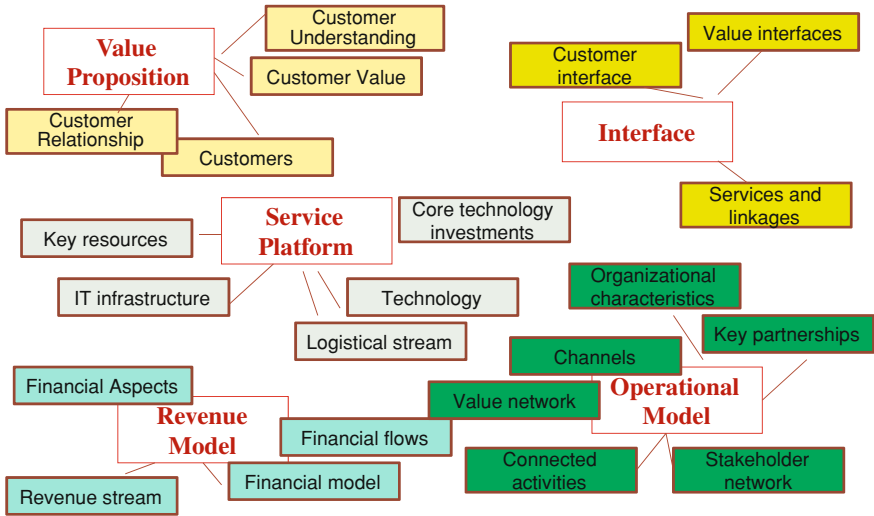 Customer
Understanding
Value
Proposition
Customer Value
Customer
Relationship
Customers
Value interfaces
Customer
interface
Interface
Services and
linkages
Service
Platform
Core technology
investments
Key resources
IT infrastructure
Technology
Logistical stream
Organizational
characteristics
Key partnerships
Channels
Operational
Model
Value network
Connected
activities
Stakeholder
network
Financial Aspects
Revenue
Model
Financial flows
Financial model
Revenue stream